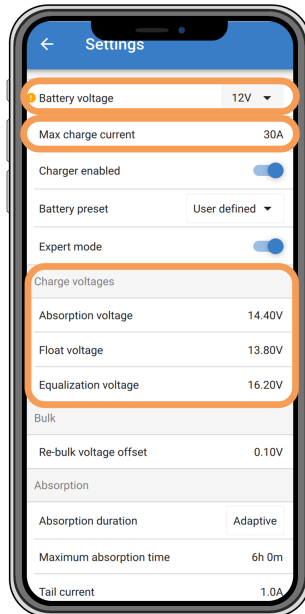 Settings
Battery voltage 12V
Max charge current 30A
Charger enabled
Battery preset User defined
Expert mode
Charge voltages
Absorption voltage 14.40V
Float voltage 13.80V
Equalization voltage 16.20V
Bulk
Re-bulk voltage offset 0.10V
Absorption
Absorption duration Adaptive
Maximum absorption time 6h 0m
Tail current 1.0A